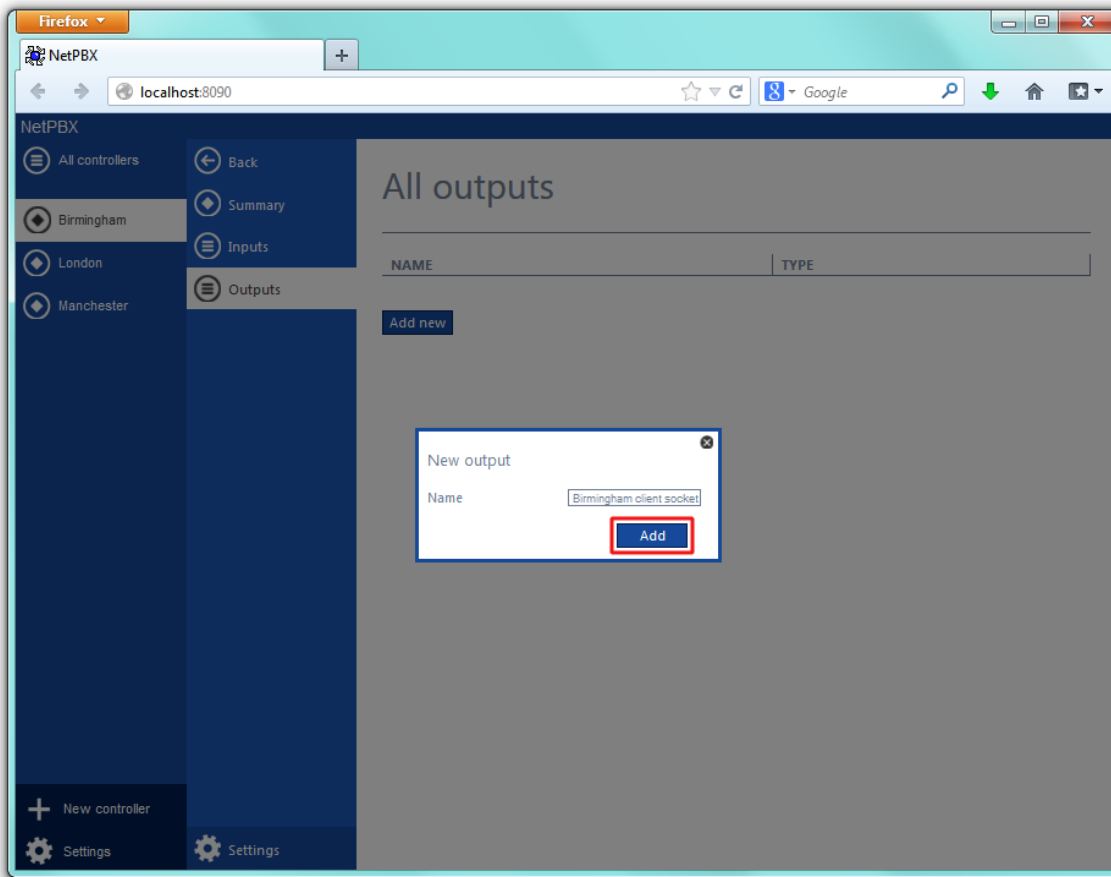 Firefox
NetPBX
localhost:8090
Google
NetPBX
All controllers
Birmingham
London
Manchester
New controller
Settings
Back
Summary
Inputs
Outputs
Settings
All outputs
NAME TYPE
Add new
New output
Name Birmingham client socket
Add